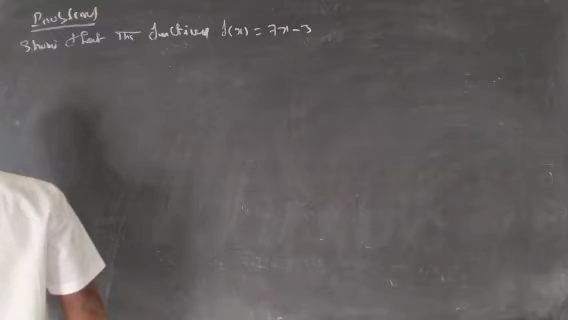 Problem
Show that the function f(x) = 7x - 3